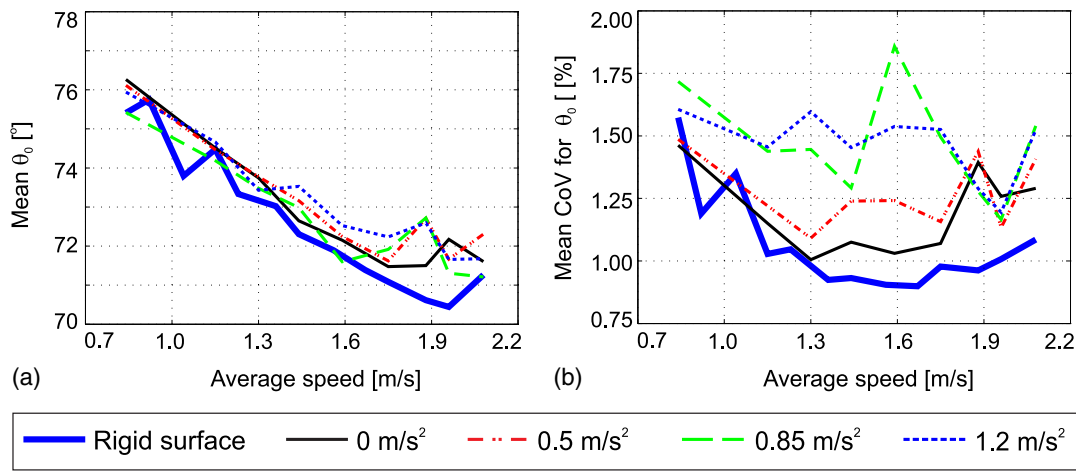 78
76
74
72
70
Mean θ₀ [°]
0.7 1.0 1.3 1.6 1.9 2.2
(a) Average speed [m/s]
2.00
1.75
1.50
1.25
1.00
0.75
Mean CoV for θ₀ [ [%]
0.7 1.0 1.3 1.6 1.9 2.2
(b) Average speed [m/s]
Rigid surface 0 m/s² 0.5 m/s² 0.85 m/s² 1.2 m/s²